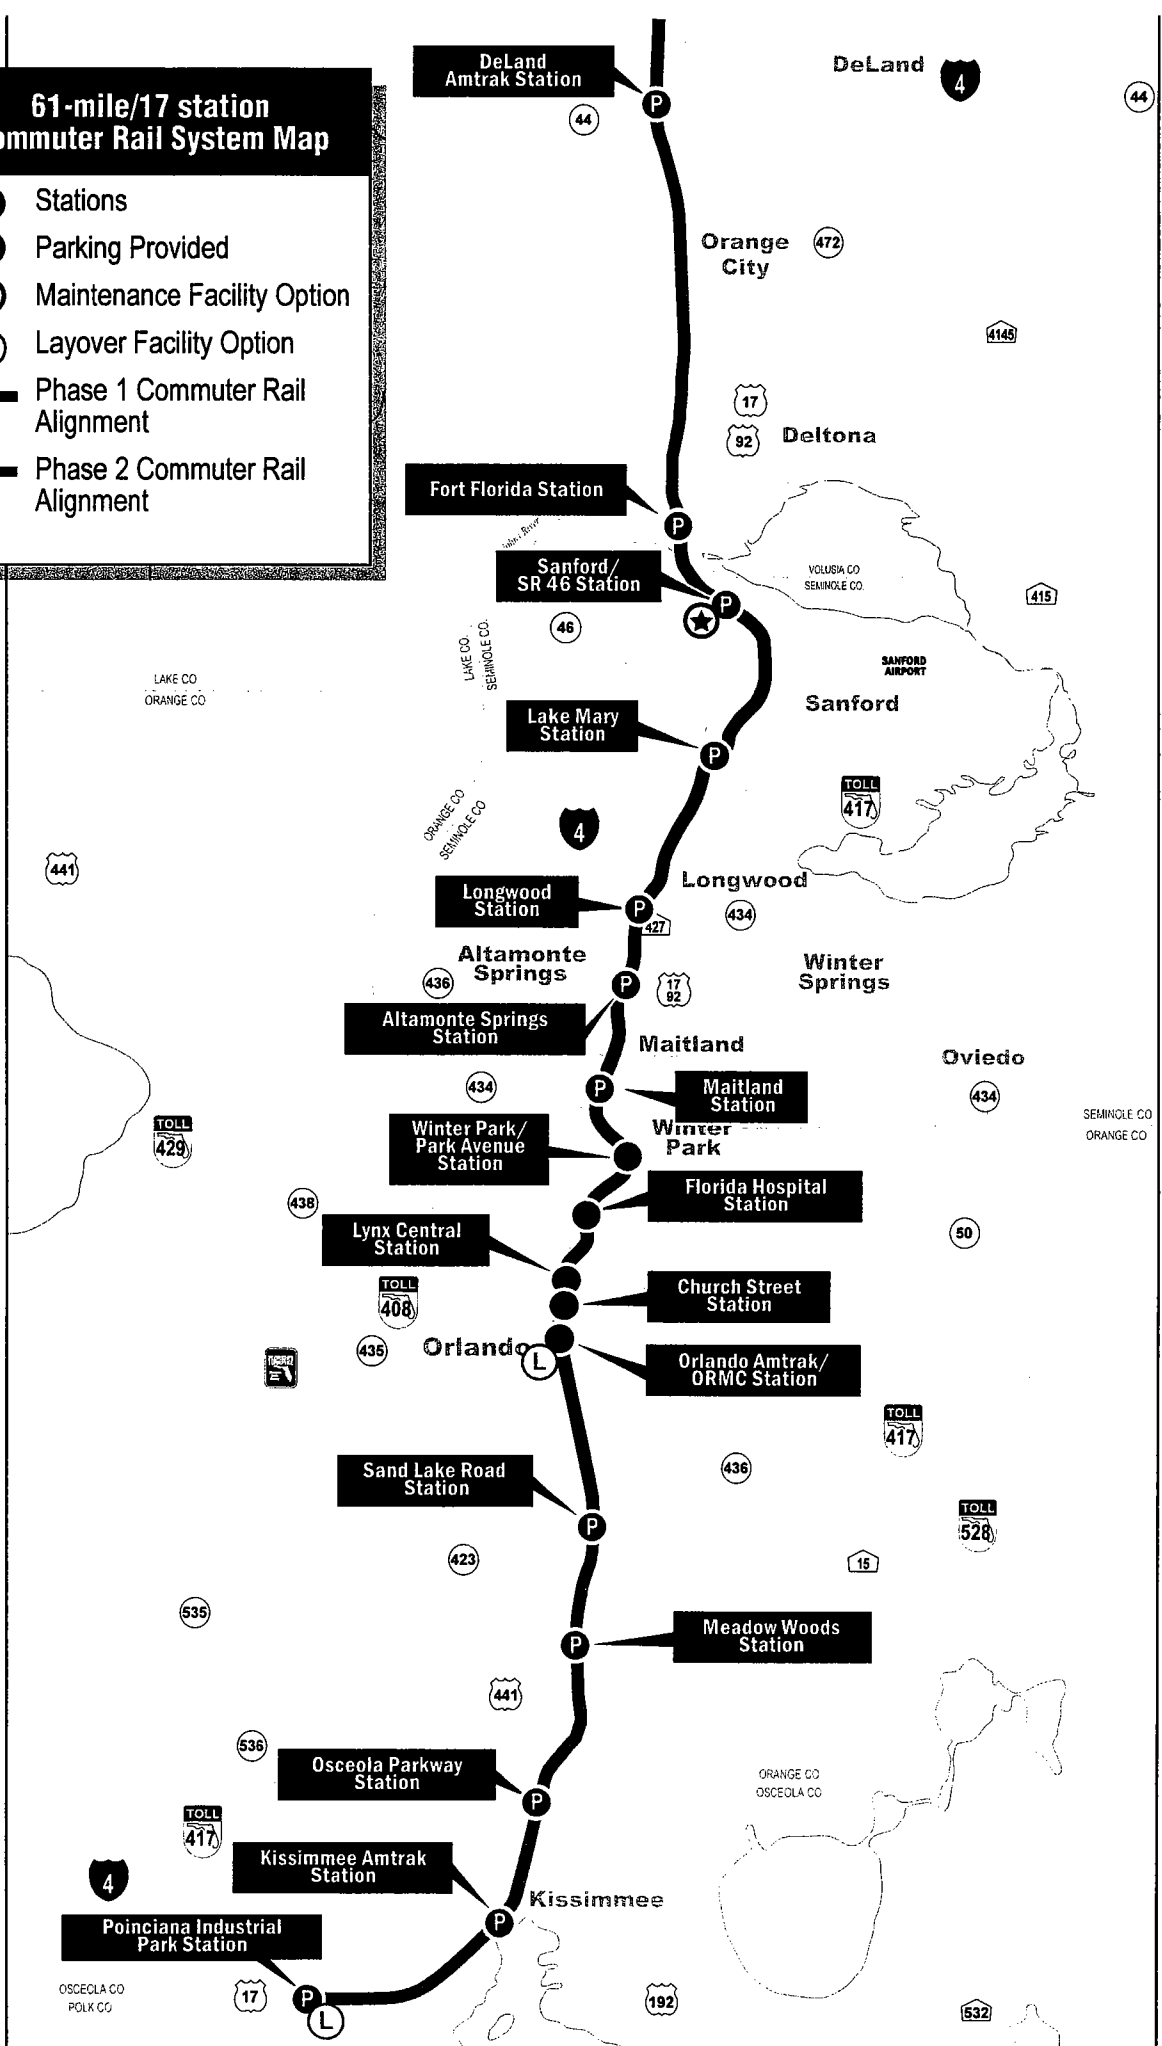 DeLand
Amtrak Station
DeLand
4
P
44
44
61-mile/17 station
ommuter Rail System Map
Stations
Parking Provided
Maintenance Facility Option
Layover Facility Option
Phase 1 Commuter Rail
Alignment
Phase 2 Commuter Rail
Alignment
Orange
City
472
4145
17
92
Deltona
Fort Florida Station
P
Sanford/
SR 46 Station
P
VOLUSIA CO
SEMINOLE CO.
415
46
LAKE CO.
SEMINOLE CO.
SANFORD
AIRPORT
LAKE CO
ORANGE CO
Sanford
Lake Mary
Station
P
TOLL
417
ORANGE CO
SEMINOLE CO
4
441
Longwood
Longwood
Station
P
434
427
Altamonte
Springs
Winter
Springs
436
P
17
92
Altamonte Springs
Station
Maitland
Oviedo
434
P
Maitland
Station
434
SEMINOLE CO
ORANGE CO
TOLL
429
Winter Park/
Park Avenue
Station
Winter
Park
Florida Hospital
Station
438
Lynx Central
Station
50
TOLL
408
Church Street
Station
435
Orlando
L
Orlando Amtrak/
ORMC Station
TOLL
417
Sand Lake Road
Station
436
P
TOLL
528
423
15
535
Meadow Woods
Station
P
441
536
Osceola Parkway
Station
P
ORANGE CO
OSCEOLA CO
TOLL
417
Kissimmee Amtrak
Station
4
Kissimmee
P
Poinciana Industrial
Park Station
OSCEOLA CO
POLK CO
17
P
L
192
532